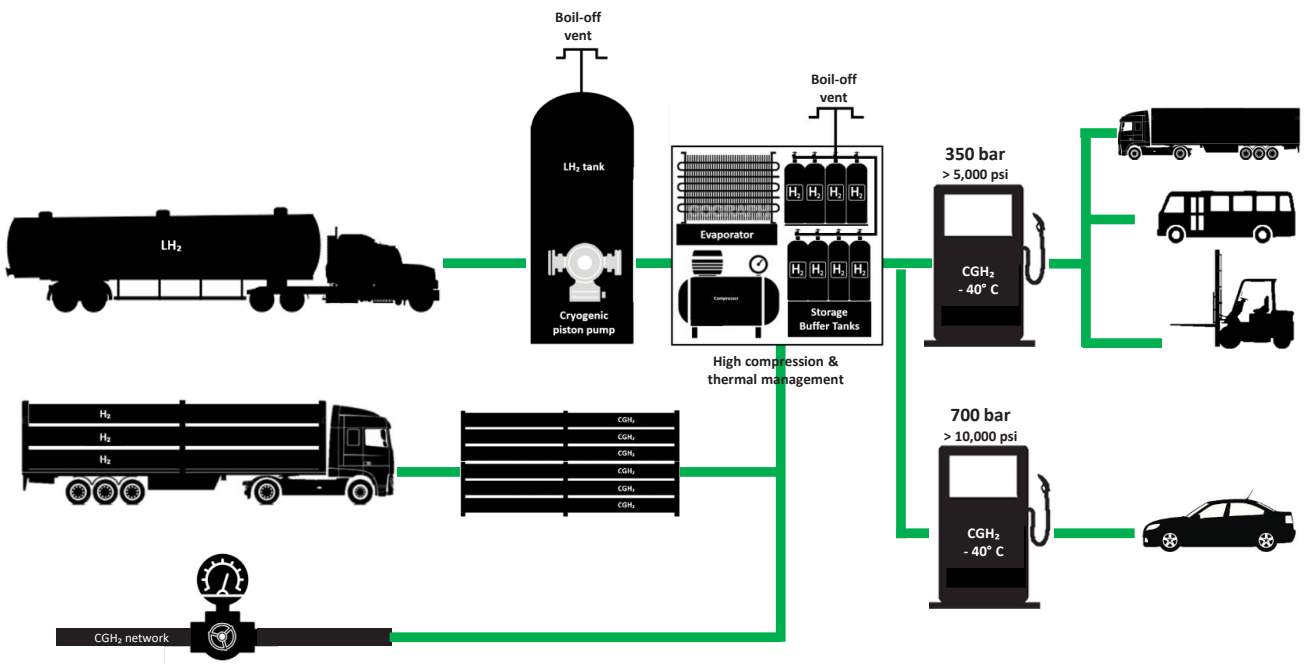 Boil-off
vent
Boil-off
vent
LH₂ tank
LH₂
Cryogenic
piston pump
Evaporator
H₂ H₂ H₂ H₂
H₂ H₂ H₂ H₂
Compressor
Storage
Buffer Tanks
High compression &
thermal management
350 bar
> 5,000 psi
CGH₂
- 40° C
H₂
H₂
H₂
CGH₂
CGH₂
CGH₂
CGH₂
CGH₂
CGH₂
700 bar
> 10,000 psi
CGH₂
- 40° C
CGH₂ network